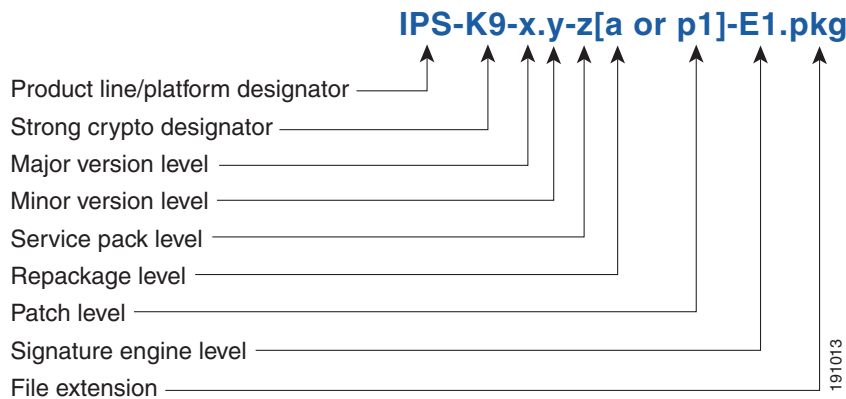 IPS-K9-x.y-z[a or p1]-E1.pkg
Product line/platform designator
Strong crypto designator
Major version level
Minor version level
Service pack level
Repackage level
Patch level
Signature engine level
File extension
191013